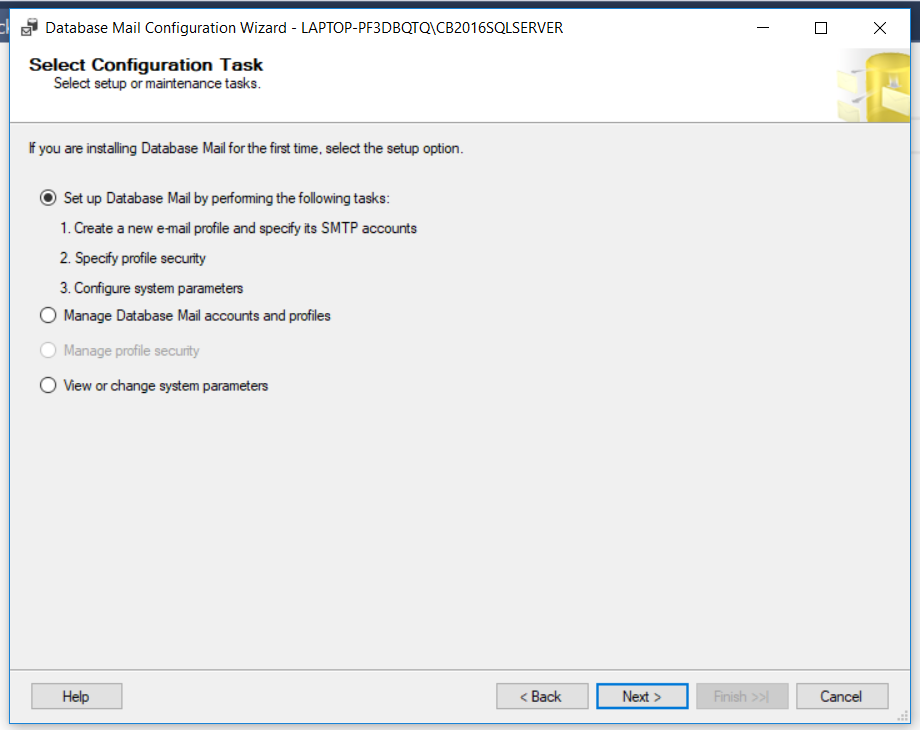 Database Mail Configuration Wizard - LAPTOP-PF3DBQTQ\CB2016SQLSERVER
Select Configuration Task
Select setup or maintenance tasks.
If you are installing Database Mail for the first time, select the setup option.
Set up Database Mail by performing the following tasks:
1. Create a new e-mail profile and specify its SMTP accounts
2. Specify profile security
3. Configure system parameters
Manage Database Mail accounts and profiles
Manage profile security
View or change system parameters
Help < Back Next > Finish >>| Cancel